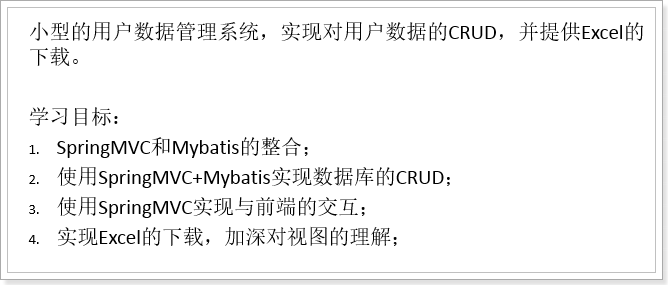 小型的用户数据管理系统，实现对用户数据的CRUD，并提供Excel的
下载。
学习目标：
1. SpringMVC和Mybatis的整合；
2. 使用SpringMVC+Mybatis实现数据库的CRUD；
3. 使用SpringMVC实现与前端的交互；
4. 实现Excel的下载，加深对视图的理解；